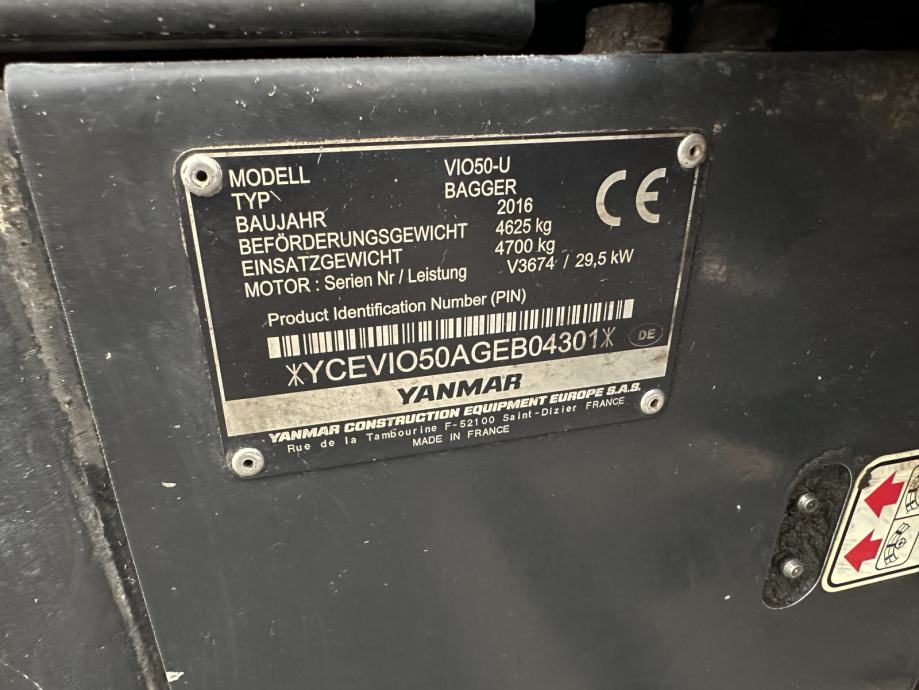 MODELL VIO50-U
TYP BAGGER
BAUJAHR 2016
BEFÖRDERUNGSGEWICHT 4625 kg
EINSATZGEWICHT 4700 kg
MOTOR : Serien Nr / Leistung V3674 / 29,5 kW
CE
Product Identification Number (PIN)
*YCEVIO50AGEB04301*
DE
YANMAR
YANMAR CONSTRUCTION EQUIPMENT EUROPE S.A.S.
Rue de la Tambourine F-52100 Saint-Dizier FRANCE
MADE IN FRANCE